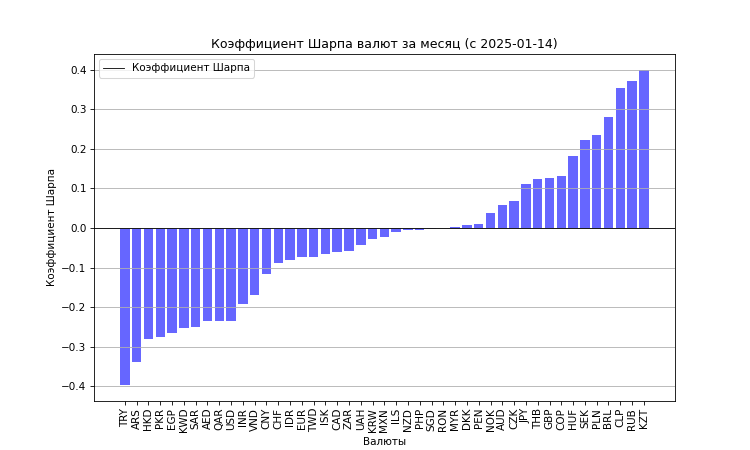 Коэффициент Шарпа валют за месяц (с 2025-01-14)
Коэффициент Шарпа
0.4
0.3
0.2
0.1
0.0
−0.1
−0.2
−0.3
−0.4
Коэффициент Шарпа
TRY
ARS
HKD
PKR
EGP
KWD
SAR
AED
QAR
USD
INR
VND
CNY
CHF
IDR
EUR
TWD
ISK
CAD
ZAR
UAH
KRW
MXN
ILS
NZD
PHP
SGD
RON
MYR
DKK
PEN
NOK
AUD
CZK
JPY
THB
GBP
COP
HUF
SEK
PLN
BRL
CLP
RUB
KZT
Валюты